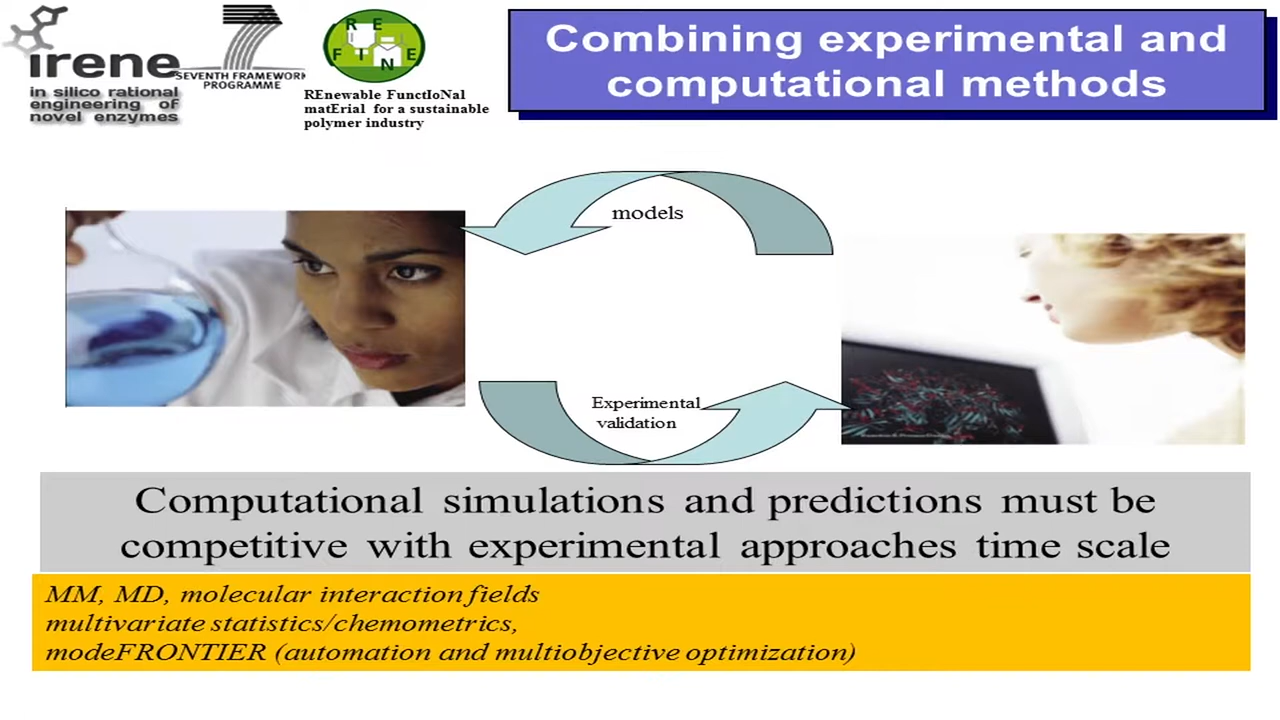 irene
in silico rational
engineering of
novel enzymes
7
SEVENTH FRAMEWORK
PROGRAMME
R E F I N E
REnewable FunctIoNal
matErial for a sustainable
polymer industry
Combining experimental and
computational methods
models
Experimental
validation
Computational simulations and predictions must be
competitive with experimental approaches time scale
MM, MD, molecular interaction fields
multivariate statistics/chemometrics,
modeFRONTIER (automation and multiobjective optimization)